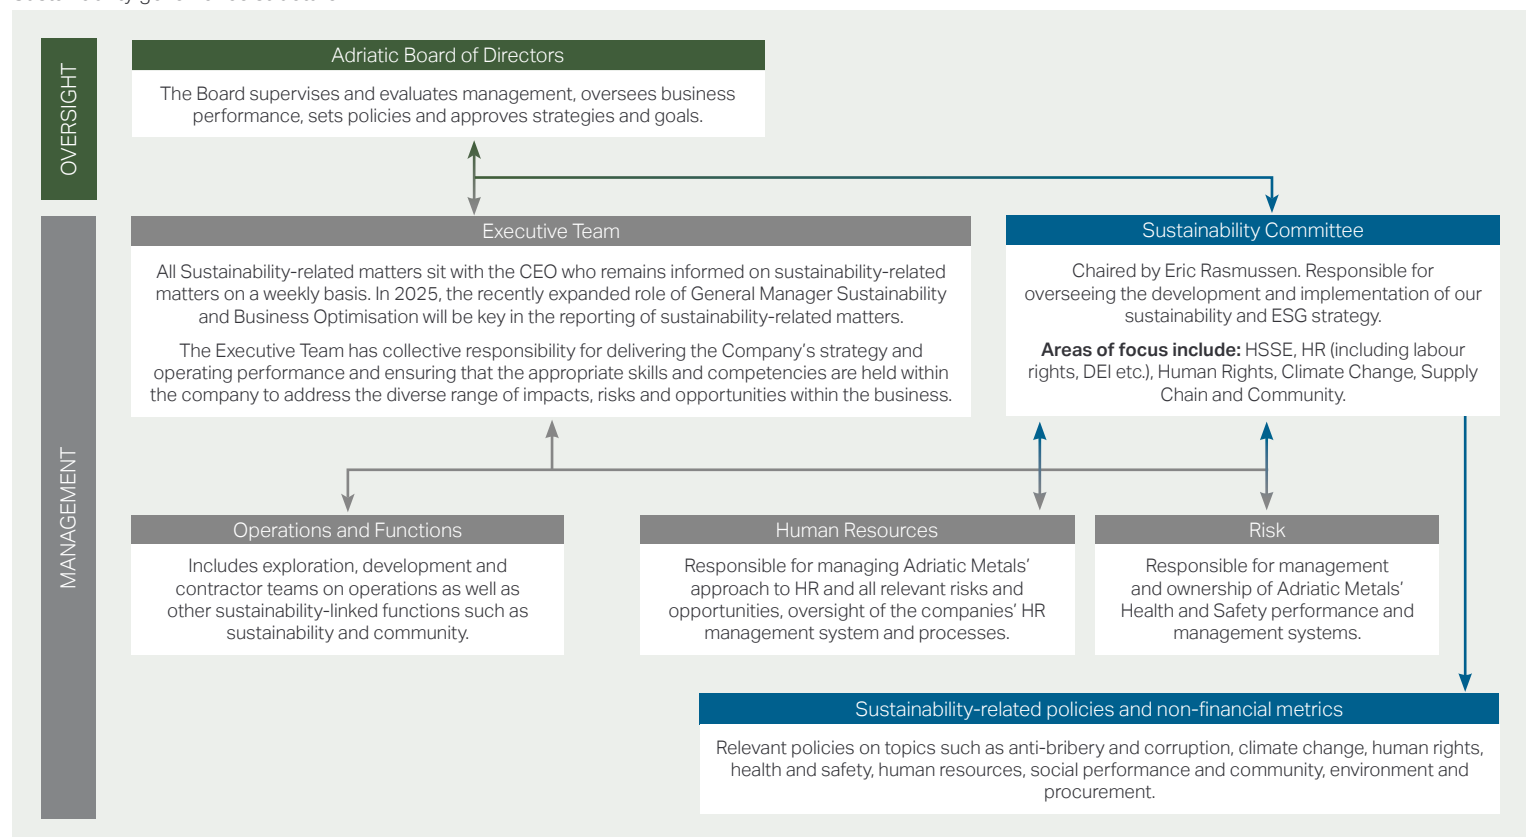 OVERSIGHT
Adriatic Board of Directors
The Board supervises and evaluates management, oversees business
performance, sets policies and approves strategies and goals.
MANAGEMENT
Executive Team
All Sustainability-related matters sit with the CEO who remains informed on sustainability-related
matters on a weekly basis. In 2025, the recently expanded role of General Manager Sustainability
and Business Optimisation will be key in the reporting of sustainability-related matters.
The Executive Team has collective responsibility for delivering the Company's strategy and
operating performance and ensuring that the appropriate skills and competencies are held within
the company to address the diverse range of impacts, risks and opportunities within the business.
Sustainability Committee
Chaired by Eric Rasmussen. Responsible for
overseeing the development and implementation of our
sustainability and ESG strategy.
Areas of focus include: HSSE, HR (including labour
rights, DEI etc.), Human Rights, Climate Change, Supply
Chain and Community.
Operations and Functions
Includes exploration, development and
contractor teams on operations as well as
other sustainability-linked functions such as
sustainability and community.
Human Resources
Responsible for managing Adriatic Metals'
approach to HR and all relevant risks and
opportunities, oversight of the companies' HR
management system and processes.
Risk
Responsible for management
and ownership of Adriatic Metals'
Health and Safety performance and
management systems.
Sustainability-related policies and non-financial metrics
Relevant policies on topics such as anti-bribery and corruption, climate change, human rights,
health and safety, human resources, social performance and community, environment and
procurement.